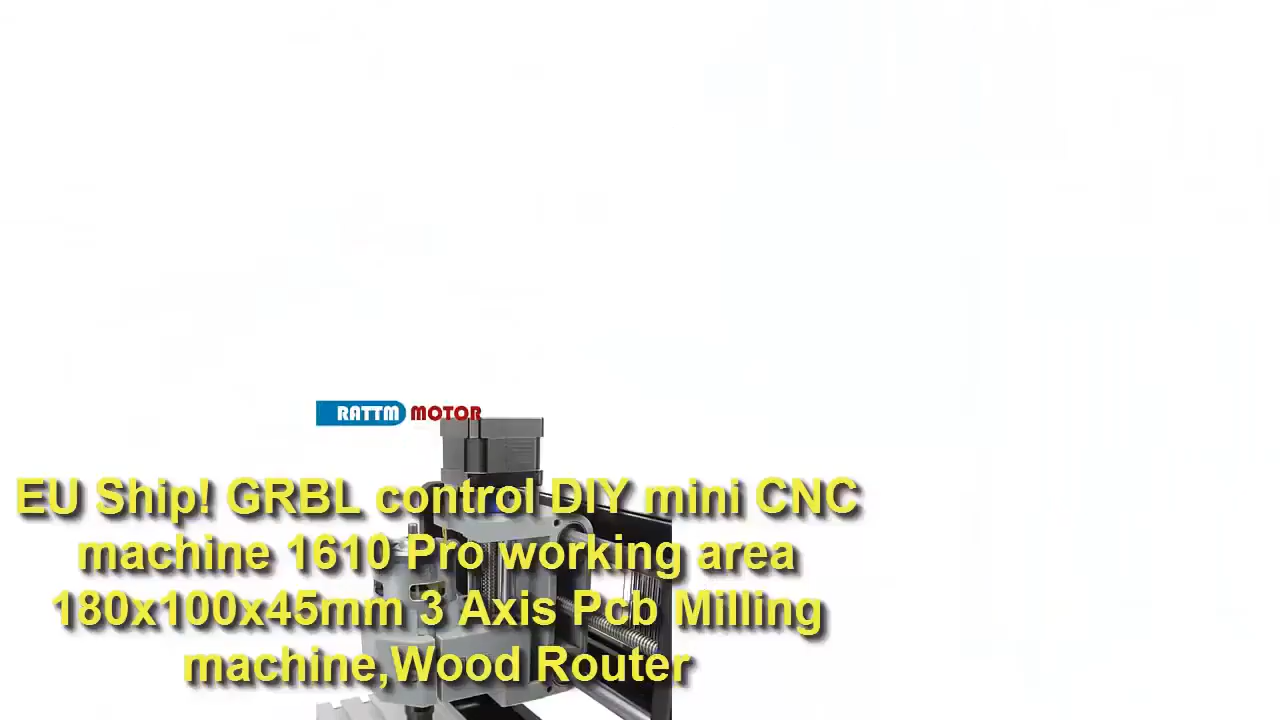 RATTM MOTOR
EU Ship! GRBL control DIY mini CNC
machine 1610 Pro working area
180x100x45mm 3 Axis Pcb Milling
machine,Wood Router